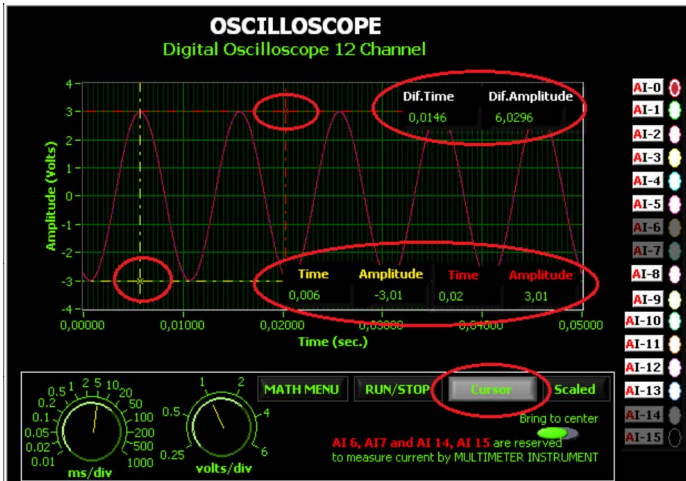 OSCILLOSCOPE
Digital Oscilloscope 12 Channel
Dif.Time Dif.Amplitude
0,0146 6,0296
Amplitude (Volts)
4
3
2
1
0
-1
-2
-3
-4
Time Amplitude Time Amplitude
0,006 -3,01 0,02 3,01
0,00000 0,01000 0,02000 0,03000 0,04000 0,05000
Time (sec.)
AI-0
AI-1
AI-2
AI-3
AI-4
AI-5
AI-6
AI-7
AI-8
AI-9
AI-10
AI-11
AI-12
AI-13
AI-14
AI-15
MATH MENU RUN/STOP Cursor Scaled
Bring to center
AI 6, AI7 and AI 14, AI 15 are reserved
to measure current by MULTIMETER INSTRUMENT
0.01 0.02 0.05 0.1 0.2 0.5 1 2 5 10 20 50 100 200 500 1000
ms/div
0.25 0.5 1 2 4 6
volts/div